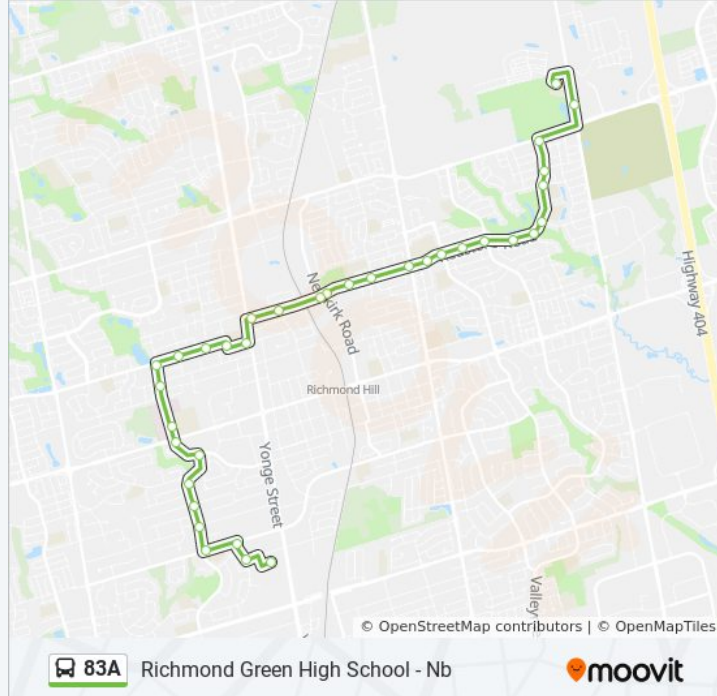 Newkirk Road
Highway 404
Richmond Hill
Yonge Street
Valley
© OpenStreetMap contributors | © OpenMapTiles
83A Richmond Green High School - Nb
moovit